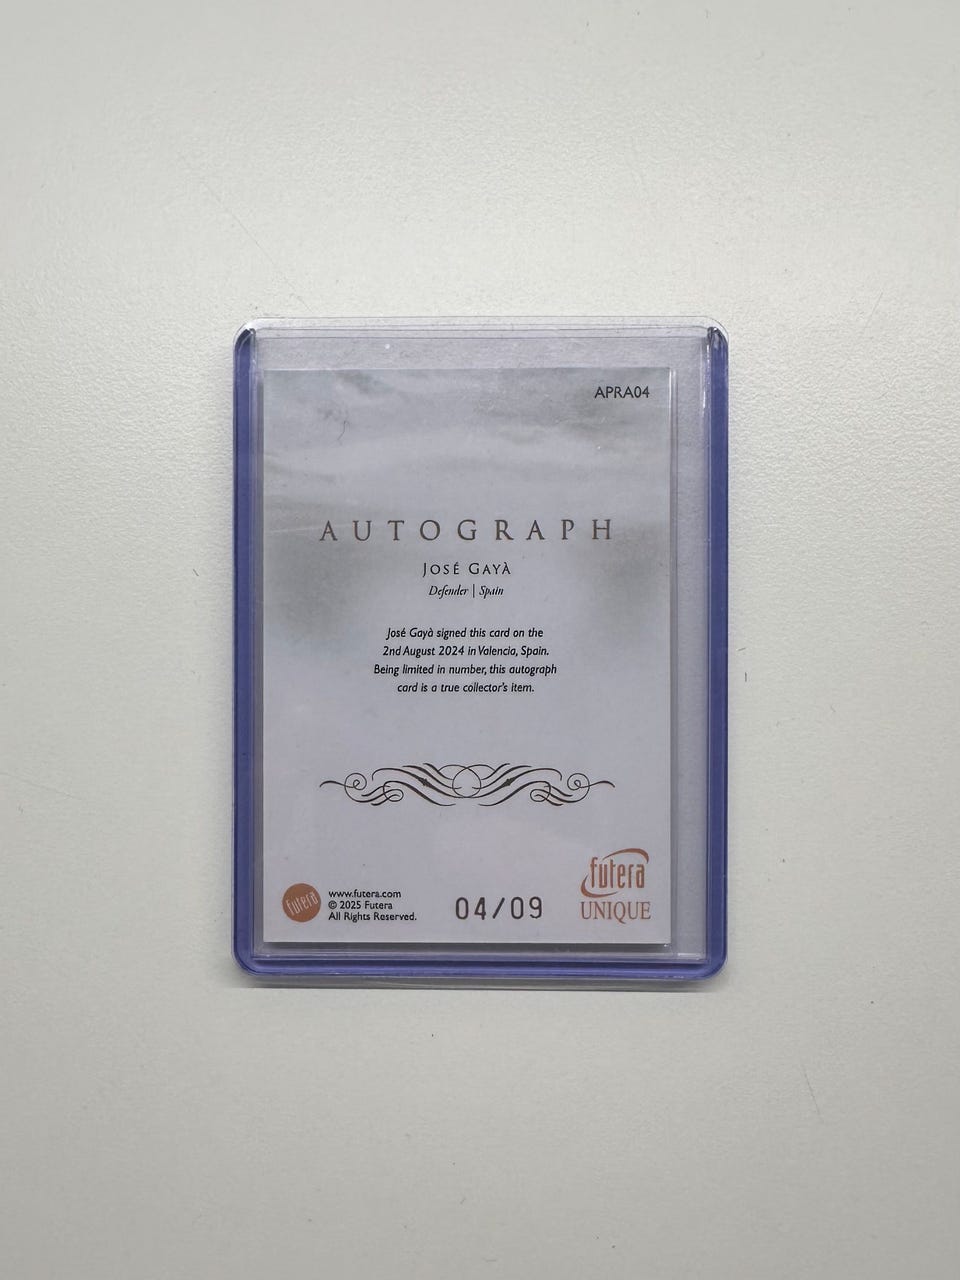 APRA04
AUTOGRAPH
JOSÉ GAYÀ
Defender | Spain
José Gayà signed this card on the
2nd August 2024 in Valencia, Spain.
Being limited in number, this autograph
card is a true collector's item.
futera
www.futera.com
© 2025 Futera
All Rights Reserved.
04/09
futera
UNIQUE